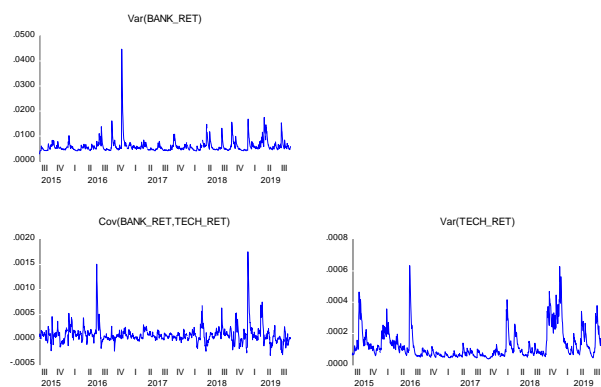 Var(BANK_RET)
.0500
.0400
.0300
.0200
.0100
.0000
III IV I II III IV I II III IV I II III IV I II III
2015 2016 2017 2018 2019
Cov(BANK_RET,TECH_RET)
.0020
.0015
.0010
.0005
.0000
-.0005
III IV I II III IV I II III IV I II III IV I II III
2015 2016 2017 2018 2019
Var(TECH_RET)
.0008
.0006
.0004
.0002
.0000
III IV I II III IV I II III IV I II III IV I II III
2015 2016 2017 2018 2019